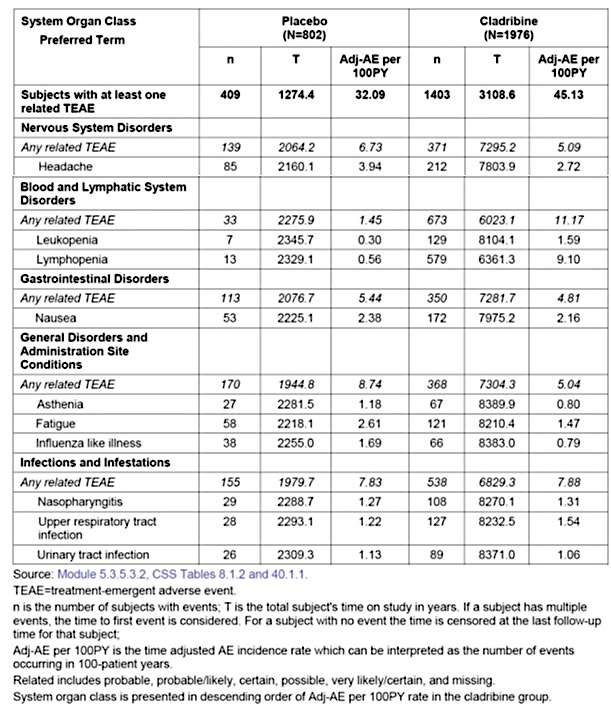 System Organ Class Placebo Cladribine
Preferred Term (N=802) (N=1976)
n T Adj-AE per 100PY n T Adj-AE per 100PY
Subjects with at least one related TEAE 409 1274.4 32.09 1403 3108.6 45.13
Nervous System Disorders
Any related TEAE 139 2064.2 6.73 371 7295.2 5.09
Headache 85 2160.1 3.94 212 7803.9 2.72
Blood and Lymphatic System Disorders
Any related TEAE 33 2275.9 1.45 673 6023.1 11.17
Leukopenia 7 2345.7 0.30 129 8104.1 1.59
Lymphopenia 13 2329.1 0.56 579 6361.3 9.10
Gastrointestinal Disorders
Any related TEAE 113 2076.7 5.44 350 7281.7 4.81
Nausea 53 2225.1 2.38 172 7975.2 2.16
General Disorders and Administration Site Conditions
Any related TEAE 170 1944.8 8.74 368 7304.3 5.04
Asthenia 27 2281.5 1.18 67 8389.9 0.80
Fatigue 58 2218.1 2.61 121 8210.4 1.47
Influenza like illness 38 2255.0 1.69 66 8383.0 0.79
Infections and Infestations
Any related TEAE 155 1979.7 7.83 538 6829.3 7.88
Nasopharyngitis 29 2288.7 1.27 108 8270.1 1.31
Upper respiratory tract infection 28 2293.1 1.22 127 8232.5 1.54
Urinary tract infection 26 2309.3 1.13 89 8371.0 1.06
Source: Module 5.3.5.3.2, CSS Tables 8.1.2 and 40.1.1.
TEAE=treatment-emergent adverse event.
n is the number of subjects with events; T is the total subject's time on study in years. If a subject has multiple
events, the time to first event is considered. For a subject with no event the time is censored at the last follow-up
time for that subject;
Adj-AE per 100PY is the time adjusted AE incidence rate which can be interpreted as the number of events
occurring in 100-patient years.
Related includes probable, probable/likely, certain, possible, very likely/certain, and missing.
System organ class is presented in descending order of Adj-AE per 100PY rate in the cladribine group.